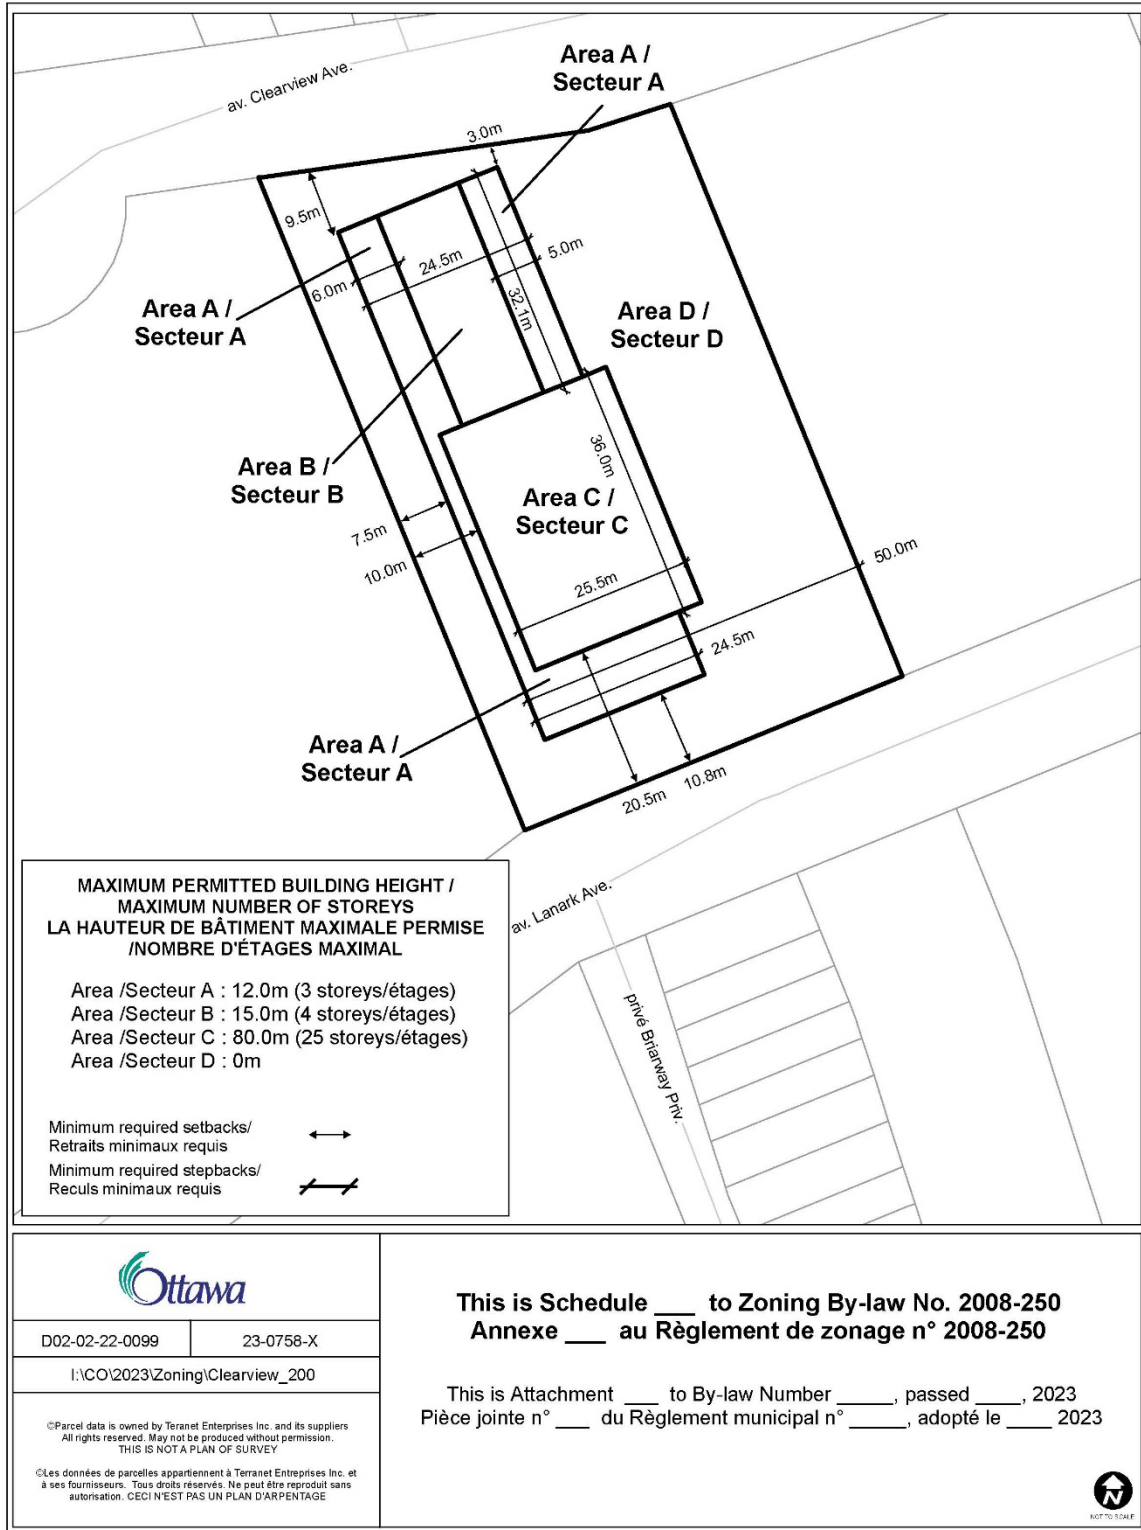 Area A /
Secteur A
av. Clearview Ave.
3.0m
9.5m
24.5m
5.0m
6.0m
32.1m
Area A /
Secteur A
Area D /
Secteur D
Area B /
Secteur B
36.0m
Area C /
Secteur C
7.5m
10.0m
50.0m
25.5m
24.5m
Area A /
Secteur A
20.5m
10.8m
av. Lanark Ave.
privé Briarway Priv.
MAXIMUM PERMITTED BUILDING HEIGHT /
MAXIMUM NUMBER OF STOREYS
LA HAUTEUR DE BÂTIMENT MAXIMALE PERMISE
/NOMBRE D'ÉTAGES MAXIMAL
Area /Secteur A : 12.0m (3 storeys/étages)
Area /Secteur B : 15.0m (4 storeys/étages)
Area /Secteur C : 80.0m (25 storeys/étages)
Area /Secteur D : 0m
Minimum required setbacks/
Retraits minimaux requis
Minimum required stepbacks/
Reculs minimaux requis
Ottawa
D02-02-22-0099
23-0758-X
I:\CO\2023\Zoning\Clearview_200
©Parcel data is owned by Teranet Enterprises Inc. and its suppliers
All rights reserved. May not be produced without permission.
THIS IS NOT A PLAN OF SURVEY
©Les données de parcelles appartiennent à Terranet Entreprises Inc. et
à ses fournisseurs. Tous droits réservés. Ne peut être reproduit sans
autorisation. CECI N'EST PAS UN PLAN D'ARPENTAGE
This is Schedule ___ to Zoning By-law No. 2008-250
Annexe ___ au Règlement de zonage n° 2008-250
This is Attachment ___ to By-law Number _____, passed ____, 2023
Pièce jointe n° ___ du Règlement municipal n° _____, adopté le ____ 2023
N
NOT TO SCALE